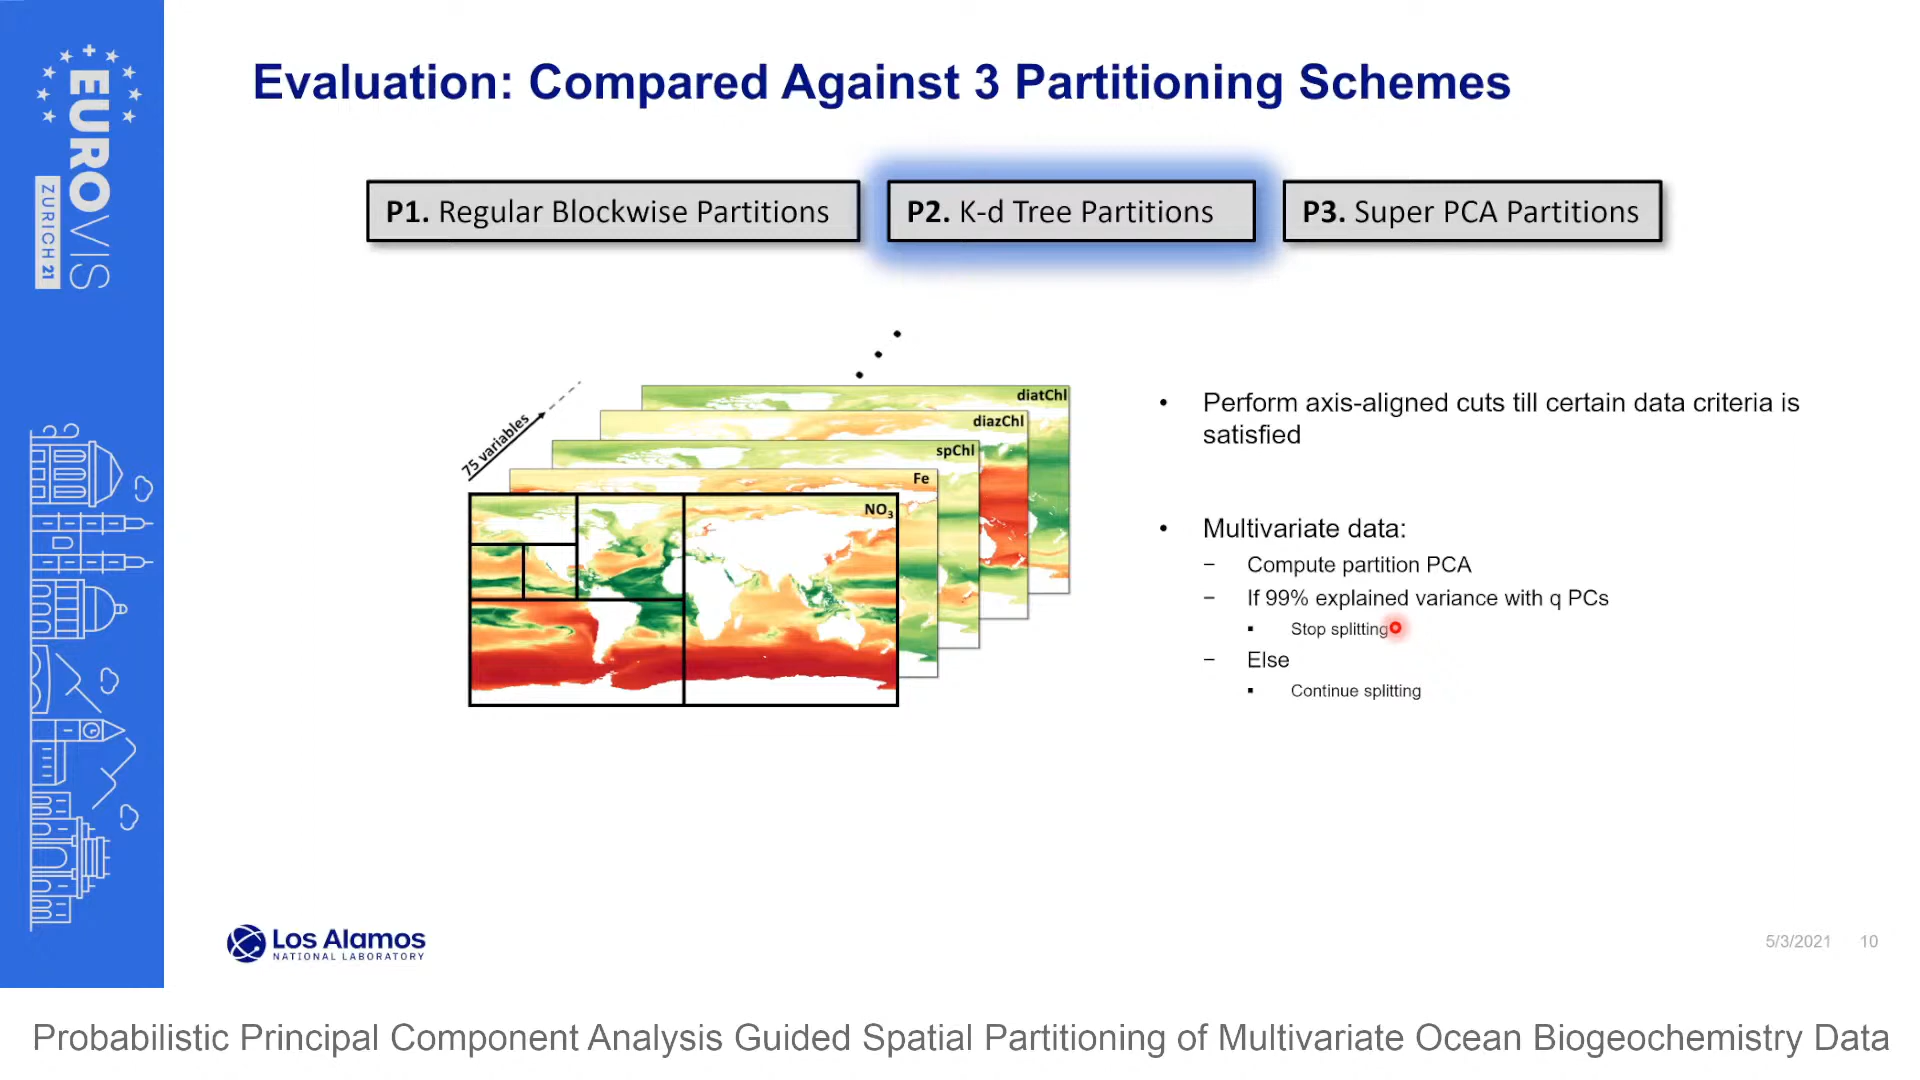 EUROVIS
ZURICH 21
Evaluation: Compared Against 3 Partitioning Schemes
P1. Regular Blockwise Partitions
P2. K-d Tree Partitions
P3. Super PCA Partitions
75 variables
diatChl
diazChl
spChl
Fe
NO₃
• Perform axis-aligned cuts till certain data criteria is
satisfied
• Multivariate data:
– Compute partition PCA
– If 99% explained variance with q PCs
▪ Stop splitting
– Else
▪ Continue splitting
Los Alamos
NATIONAL LABORATORY
5/3/2021 10
Probabilistic Principal Component Analysis Guided Spatial Partitioning of Multivariate Ocean Biogeochemistry Data